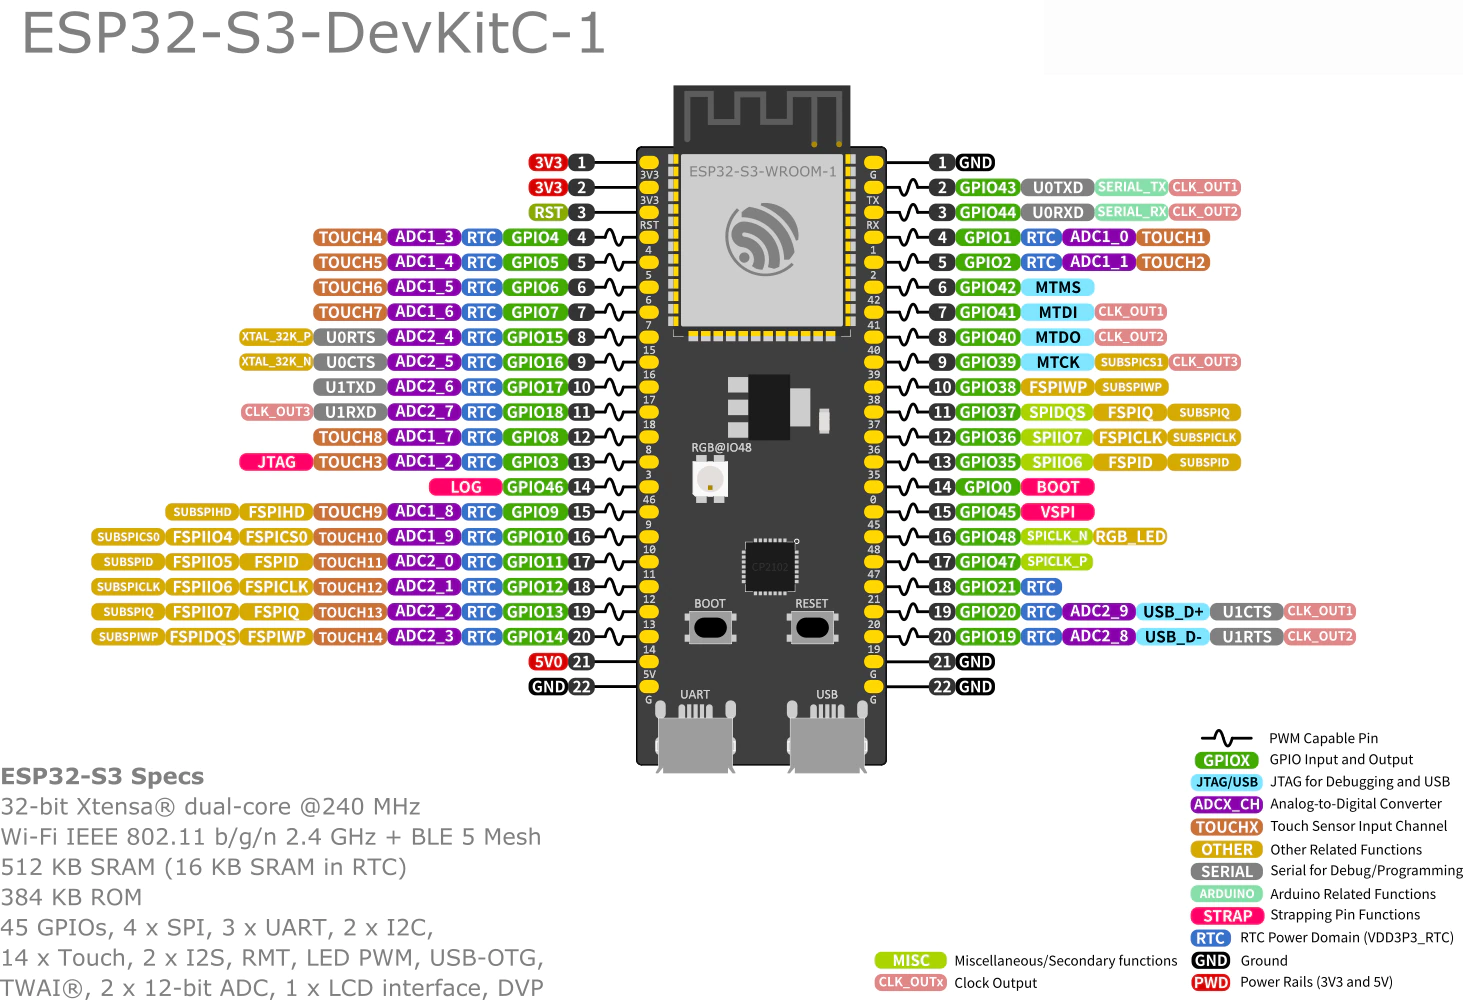 ESP32-S3-DevKitC-1
ESP32-S3-WROOM-1
3V3 1
3V3 2
RST 3
TOUCH4 ADC1_3 RTC GPIO4 4
TOUCH5 ADC1_4 RTC GPIO5 5
TOUCH6 ADC1_5 RTC GPIO6 6
TOUCH7 ADC1_6 RTC GPIO7 7
XTAL_32K_P U0RTS ADC2_4 RTC GPIO15 8
XTAL_32K_N U0CTS ADC2_5 RTC GPIO16 9
U1TXD ADC2_6 RTC GPIO17 10
CLK_OUT3 U1RXD ADC2_7 RTC GPIO18 11
TOUCH8 ADC1_7 RTC GPIO8 12
JTAG TOUCH3 ADC1_2 RTC GPIO3 13
LOG GPIO46 14
SUBSPIHD FSPIHD TOUCH9 ADC1_8 RTC GPIO9 15
SUBSPICS0 FSPIIO4 FSPICS0 TOUCH10 ADC1_9 RTC GPIO10 16
SUBSPID FSPIIO5 FSPID TOUCH11 ADC2_0 RTC GPIO11 17
SUBSPICLK FSPIIO6 FSPICLK TOUCH12 ADC2_1 RTC GPIO12 18
SUBSPIQ FSPIIO7 FSPIQ TOUCH13 ADC2_2 RTC GPIO13 19
SUBSPIWP FSPIDQS FSPIWP TOUCH14 ADC2_3 RTC GPIO14 20
5V0 21
GND 22
3V3
3V3
RST
4
5
6
7
15
16
17
18
8
3
46
9
10
11
12
13
14
5V
G
RGB@IO48
CP2102
BOOT
RESET
UART
USB
G
TX
RX
1
2
42
41
40
39
38
37
36
35
0
45
48
47
21
20
19
G
G
1 GND
2 GPIO43 U0TXD SERIAL_TX CLK_OUT1
3 GPIO44 U0RXD SERIAL_RX CLK_OUT2
4 GPIO1 RTC ADC1_0 TOUCH1
5 GPIO2 RTC ADC1_1 TOUCH2
6 GPIO42 MTMS
7 GPIO41 MTDI CLK_OUT1
8 GPIO40 MTDO CLK_OUT2
9 GPIO39 MTCK SUBSPICS1 CLK_OUT3
10 GPIO38 FSPIWP SUBSPIWP
11 GPIO37 SPIDQS FSPIQ SUBSPIQ
12 GPIO36 SPIIO7 FSPICLK SUBSPICLK
13 GPIO35 SPIIO6 FSPID SUBSPID
14 GPIO0 BOOT
15 GPIO45 VSPI
16 GPIO48 SPICLK_N RGB_LED
17 GPIO47 SPICLK_P
18 GPIO21 RTC
19 GPIO20 RTC ADC2_9 USB_D+ U1CTS CLK_OUT1
20 GPIO19 RTC ADC2_8 USB_D- U1RTS CLK_OUT2
21 GND
22 GND
ESP32-S3 Specs
32-bit Xtensa® dual-core @240 MHz
Wi-Fi IEEE 802.11 b/g/n 2.4 GHz + BLE 5 Mesh
512 KB SRAM (16 KB SRAM in RTC)
384 KB ROM
45 GPIOs, 4 x SPI, 3 x UART, 2 x I2C,
14 x Touch, 2 x I2S, RMT, LED PWM, USB-OTG,
TWAI®, 2 x 12-bit ADC, 1 x LCD interface, DVP
MISC Miscellaneous/Secondary functions
CLK_OUTx Clock Output
PWM Capable Pin
GPIOX GPIO Input and Output
JTAG/USB JTAG for Debugging and USB
ADCX_CH Analog-to-Digital Converter
TOUCHX Touch Sensor Input Channel
OTHER Other Related Functions
SERIAL Serial for Debug/Programming
ARDUINO Arduino Related Functions
STRAP Strapping Pin Functions
RTC RTC Power Domain (VDD3P3_RTC)
GND Ground
PWD Power Rails (3V3 and 5V)